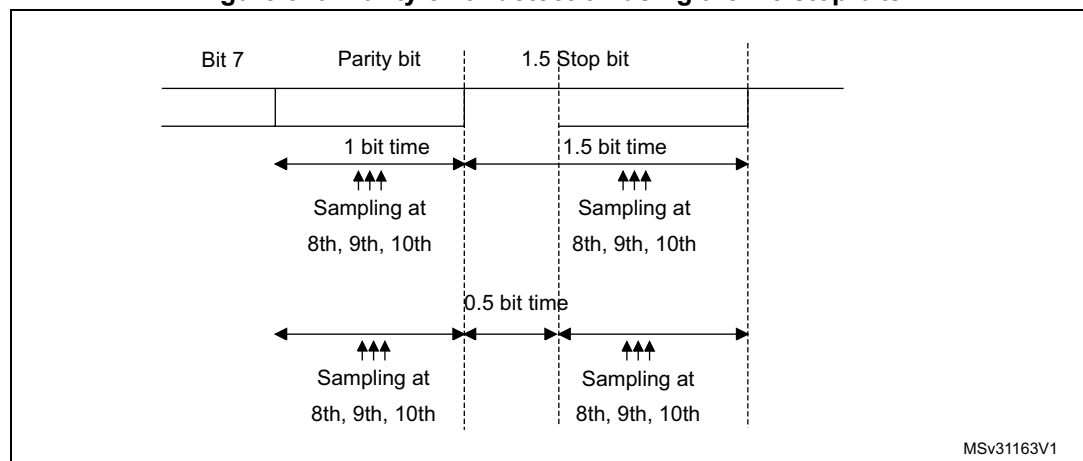 Bit 7 Parity bit 1.5 Stop bit
1 bit time 1.5 bit time
Sampling at Sampling at
8th, 9th, 10th 8th, 9th, 10th
0.5 bit time
Sampling at Sampling at
8th, 9th, 10th 8th, 9th, 10th
MSv31163V1